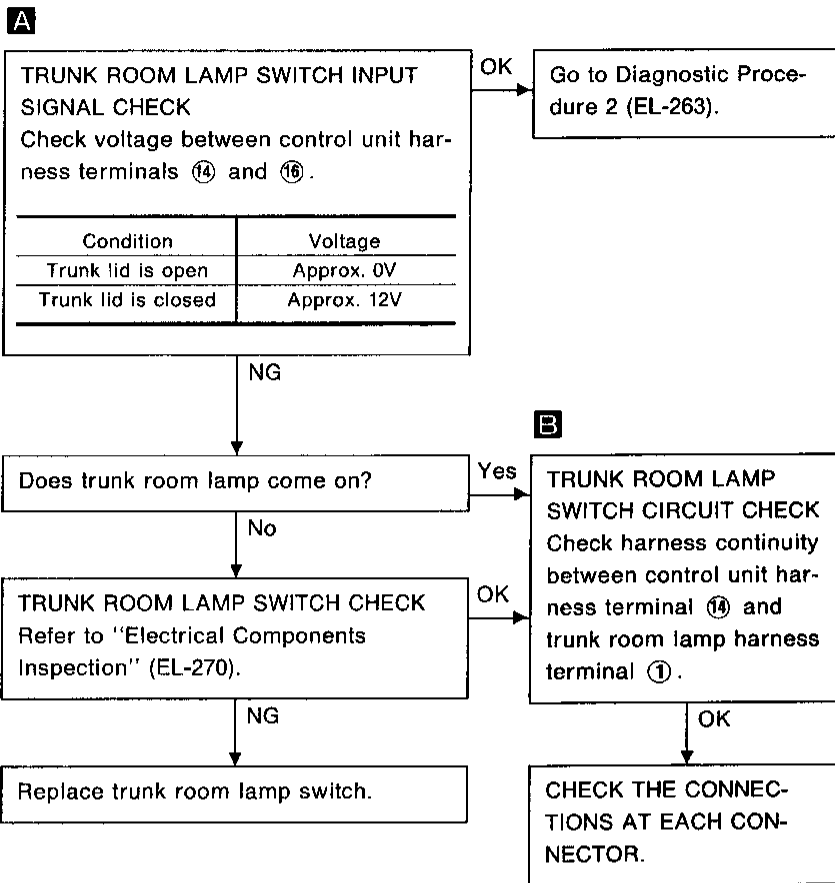 A
TRUNK ROOM LAMP SWITCH INPUT
SIGNAL CHECK
Check voltage between control unit har-
ness terminals ⑭ and ⑯ .
Condition Voltage
Trunk lid is open Approx. 0V
Trunk lid is closed Approx. 12V
OK
Go to Diagnostic Proce-
dure 2 (EL-263).
NG
Does trunk room lamp come on?
Yes
No
TRUNK ROOM LAMP SWITCH CHECK
Refer to "Electrical Components
Inspection" (EL-270).
OK
NG
Replace trunk room lamp switch.
B
TRUNK ROOM LAMP
SWITCH CIRCUIT CHECK
Check harness continuity
between control unit har-
ness terminal ⑭ and
trunk room lamp harness
terminal ① .
OK
CHECK THE CONNEC-
TIONS AT EACH CON-
NECTOR.